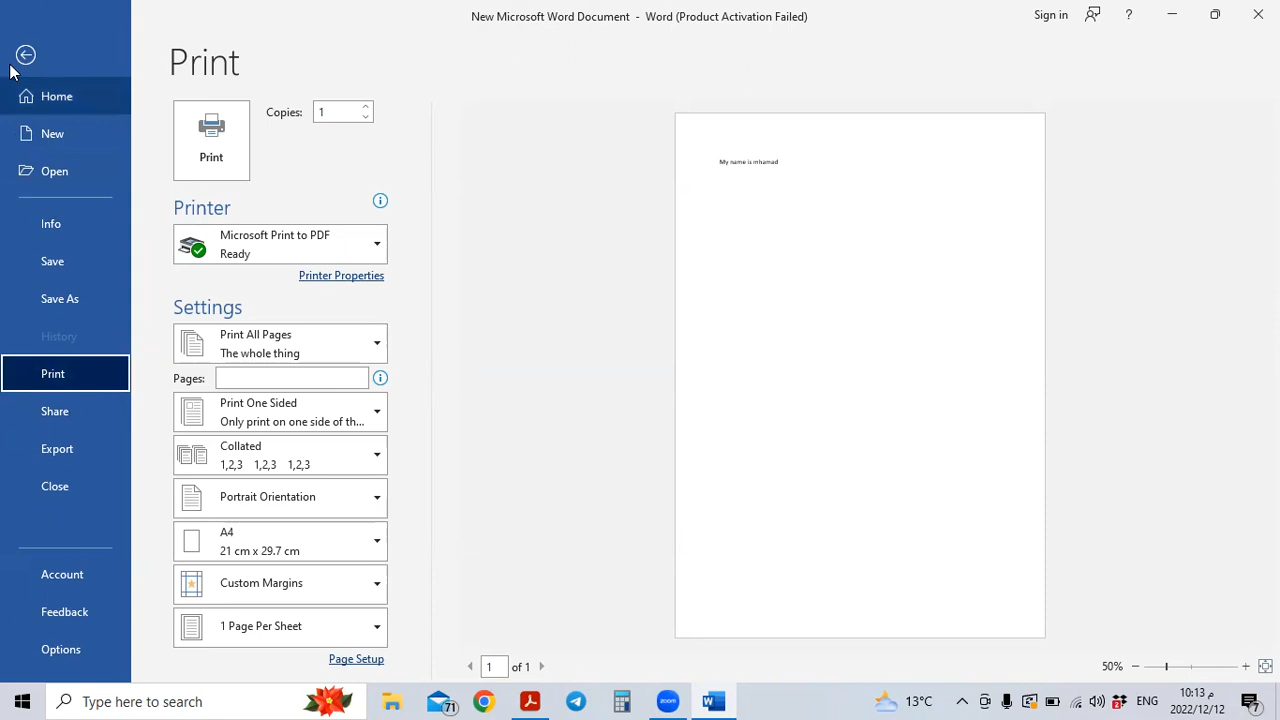 New Microsoft Word Document - Word (Product Activation Failed)
Sign in
?
Print
Home
New
Open
Info
Save
Save As
History
Print
Share
Export
Close
Account
Feedback
Options
Print
Copies: 1
Printer
Microsoft Print to PDF
Ready
Printer Properties
Settings
Print All Pages
The whole thing
Pages:
Print One Sided
Only print on one side of th...
Collated
1,2,3 1,2,3 1,2,3
Portrait Orientation
A4
21 cm x 29.7 cm
Custom Margins
1 Page Per Sheet
Page Setup
My name is mhamad
1 of 1
50%
Type here to search
71
zoom
13°C
ENG
10:13 م
2022/12/12
7